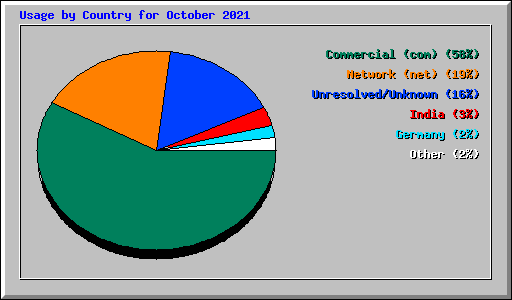 Usage by Country for October 2021
Commercial (com) (58%)
Network (net) (19%)
Unresolved/Unknown (16%)
India (3%)
Germany (2%)
Other (2%)